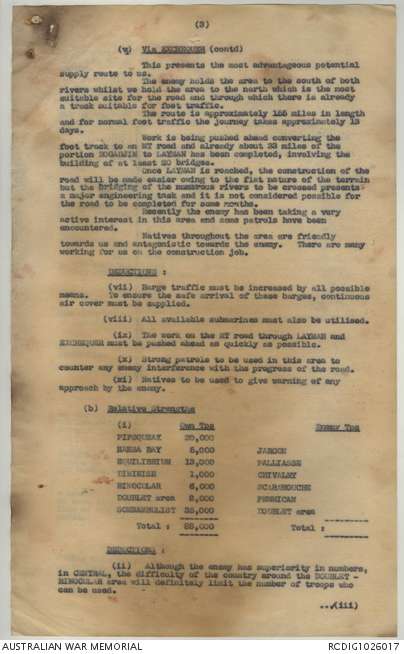 (3)
(v) Via EXCHEQUER (contd)
This presents the most advantageous potential
supply route to us.
The enemy holds the area to the south of both
rivers whilst we hold the area to the north which is the most
suitable site for the road and through which there is already
a track suitable for foot traffic.
The route is approximately 155 miles in length
and for normal foot traffic the journey takes approximately 13
days.
Work is being pushed ahead converting the
foot track to an MT road and already about 33 miles of the
portion to LAYMAN has been completed, involving the
building of at least 20 bridges.
Once LAYMAN is reached, the construction of the
road will be made easier owing to the flat nature of the terrain
but the bridging of the numerous rivers to be crossed presents
a major engineering task and it is not considered possible for
the road to be completed for some months.
Recently the enemy has been taking a very
active interest in this area and some patrols have been
encountered.
Natives throughout the area are friendly
towards us and antagonistic towards the enemy. There are many
working for us on the construction job.
DEDUCTIONS :
(vii) Barge traffic must be increased by all possible
means. To ensure the safe arrival of these barges, continuous
air cover must be supplied.
(viii) All available submarines must also be utilised.
(ix) The work on the MT road through LAYMAN and
EXCHEQUER must be pushed ahead as quickly as possible.
(x) Strong patrols to be used in this area to
counter any enemy interference with the progress of the road.
(xi) Natives to be used to give warning of any
approach by the enemy.
(b) Relative Strengths
(i) Own Tps Enemy Tps
PIPSQUEAK 20,000
HANSA BAY 5,000 JARGON
EQUILIBRIUM 13,000 PALLIASSE
1,000 CHIVALRY
BINOCULAR 6,000 SCARAMOUCHE
DOUBLET area 2,000 PEMMICAN
SOMNAMBULIST 35,000 DOUBLET area
Total : Total :
DEDUCTIONS :
(ii) Although the enemy has superiority in numbers,
in CENTRAL, the difficulty of the country around the DOUBLET -
BINOCULAR area will definitely limit the number of troops who
can be used.
.../(iii)
AUSTRALIAN WAR MEMORIAL
RCDIG1026017